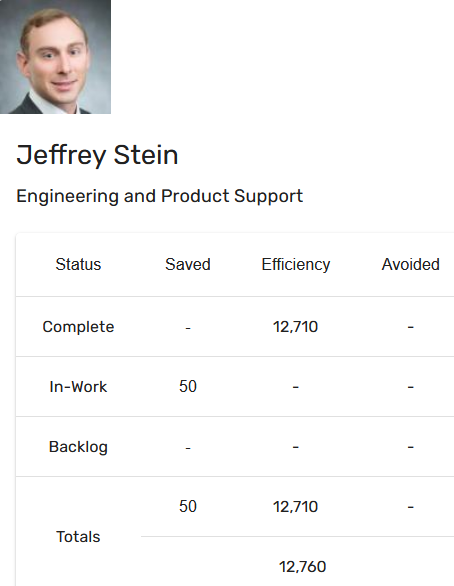 Jeffrey Stein
Engineering and Product Support
Status Saved Efficiency Avoided
Complete - 12,710 -
In-Work 50 - -
Backlog - - -
50 12,710 -
Totals
12,760